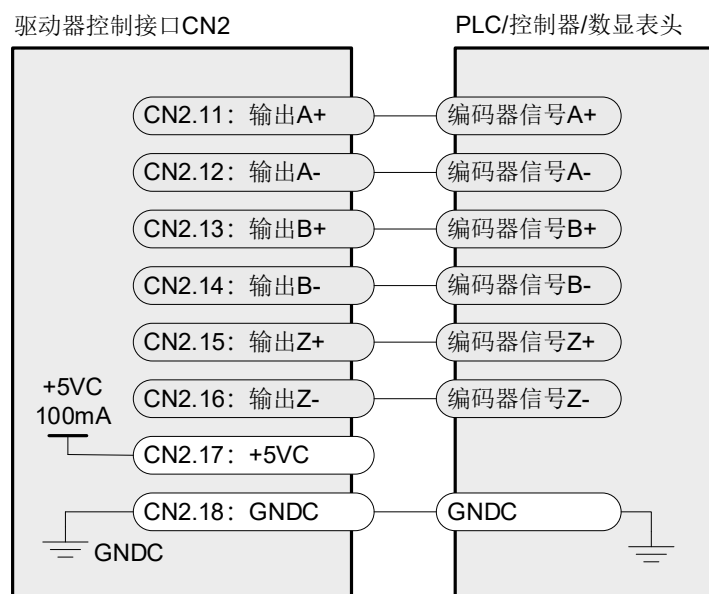 驱动器控制接口CN2
PLC/控制器/数显表头
CN2.11：输出A+
编码器信号A+
CN2.12：输出A-
编码器信号A-
CN2.13：输出B+
编码器信号B+
CN2.14：输出B-
编码器信号B-
CN2.15：输出Z+
编码器信号Z+
+5VC
100mA
CN2.16：输出Z-
编码器信号Z-
CN2.17：+5VC
CN2.18：GNDC
GNDC
GNDC